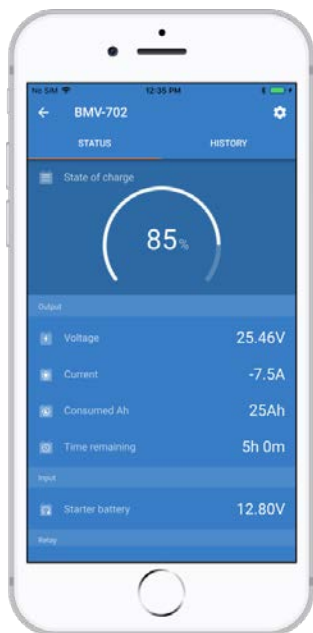 No SIM 12:35 PM
← BMV-702
STATUS HISTORY
State of charge
85%
Output
Voltage 25.46V
Current -7.5A
Consumed Ah 25Ah
Time remaining 5h 0m
Input
Starter battery 12.80V
Relay